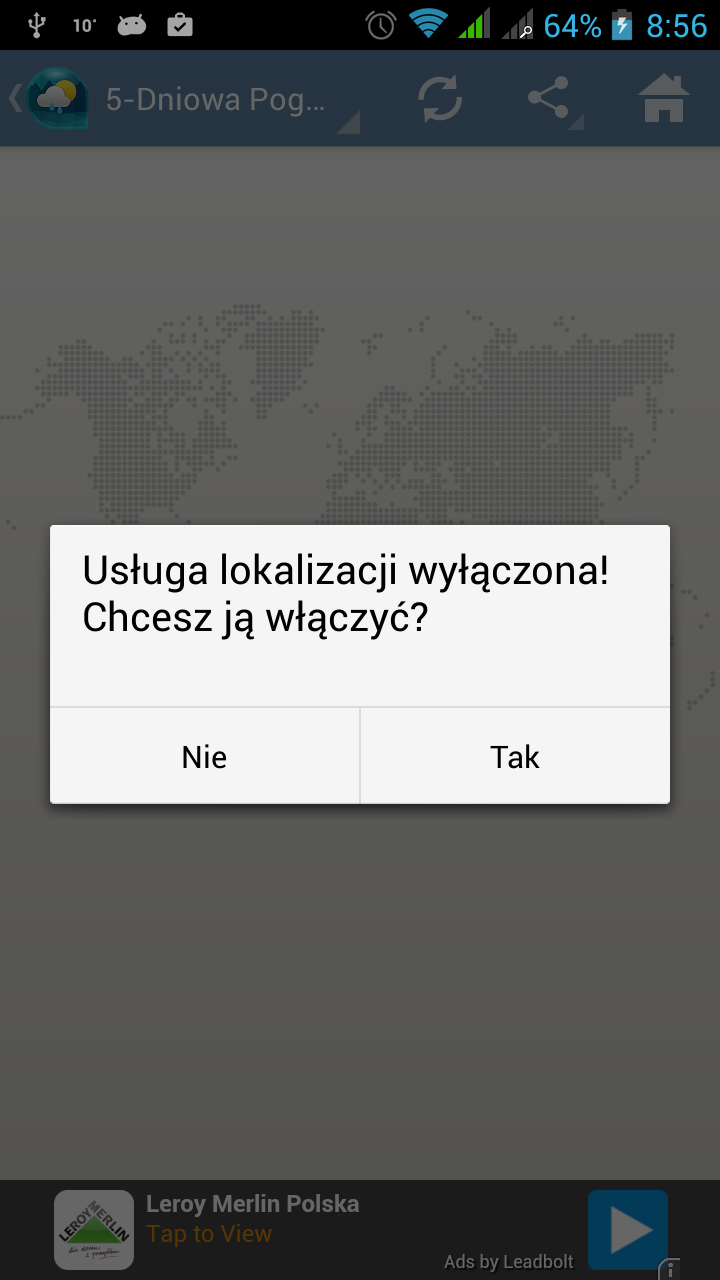 10°
64%
8:56
5-Dniowa Pog...
Usługa lokalizacji wyłączona!
Chcesz ją włączyć?
Nie
Tak
LEROY MERLIN
Leroy Merlin Polska
Tap to View
Ads by Leadbolt